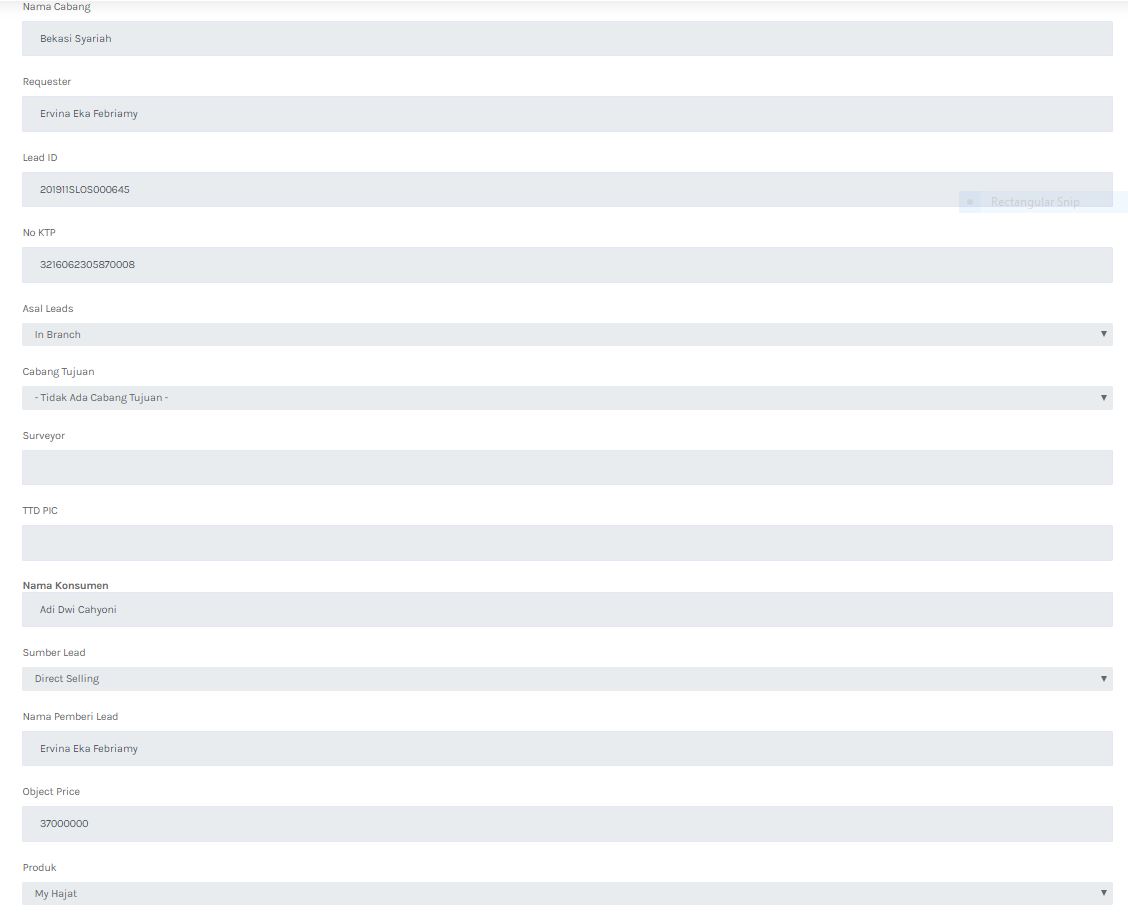 Nama Cabang
Bekasi Syariah
Requester
Ervina Eka Febriamy
Lead ID
201911SLOS000645
Rectangular Snip
No KTP
3216062305870008
Asal Leads
In Branch
Cabang Tujuan
- Tidak Ada Cabang Tujuan -
Surveyor
TTD PIC
Nama Konsumen
Adi Dwi Cahyoni
Sumber Lead
Direct Selling
Nama Pemberi Lead
Ervina Eka Febriamy
Object Price
37000000
Produk
My Hajat